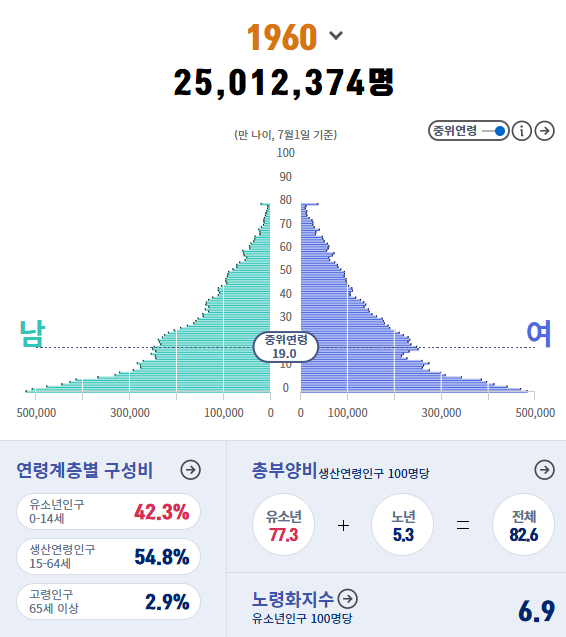 1960
25,012,374명
(만 나이, 7월1일 기준)
중위연령
100
90
80
70
60
50
40
30
남
여
중위연령
19.0
10
0
500,000 300,000 100,000 0 0 100,000 300,000 500,000
연령계층별 구성비
유소년인구
0-14세
42.3%
생산연령인구
15-64세
54.8%
고령인구
65세 이상
2.9%
총부양비생산연령인구 100명당
유소년
77.3
+
노년
5.3
=
전체
82.6
노령화지수
유소년인구 100명당
6.9